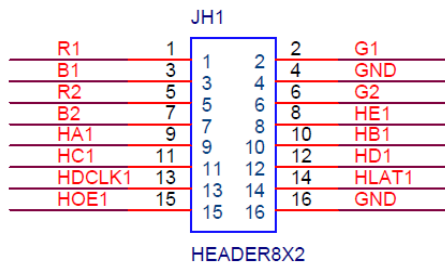 JH1
R1 1 1 2 2 G1
B1 3 3 4 4 GND
R2 5 5 6 6 G2
B2 7 7 8 8 HE1
HA1 9 9 10 10 HB1
HC1 11 11 12 12 HD1
HDCLK1 13 13 14 14 HLAT1
HOE1 15 15 16 16 GND
HEADER8X2